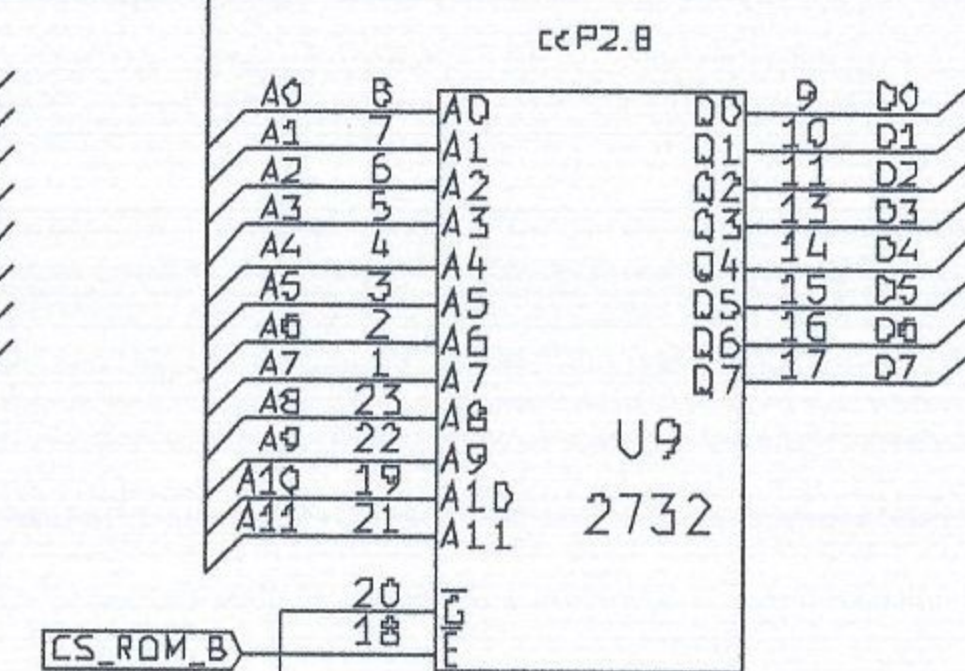 ccP2.8
A0 8 A0 Q0 9 D0
A1 7 A1 Q1 10 D1
A2 6 A2 Q2 11 D2
A3 5 A3 Q3 13 D3
A4 4 A4 Q4 14 D4
A5 3 A5 Q5 15 D5
A6 2 A6 Q6 16 D6
A7 1 A7 Q7 17 D7
A8 23 A8
A9 22 A9 U9
A10 19 A10 2732
A11 21 A11
20 G
18 E
CS_ROM_B